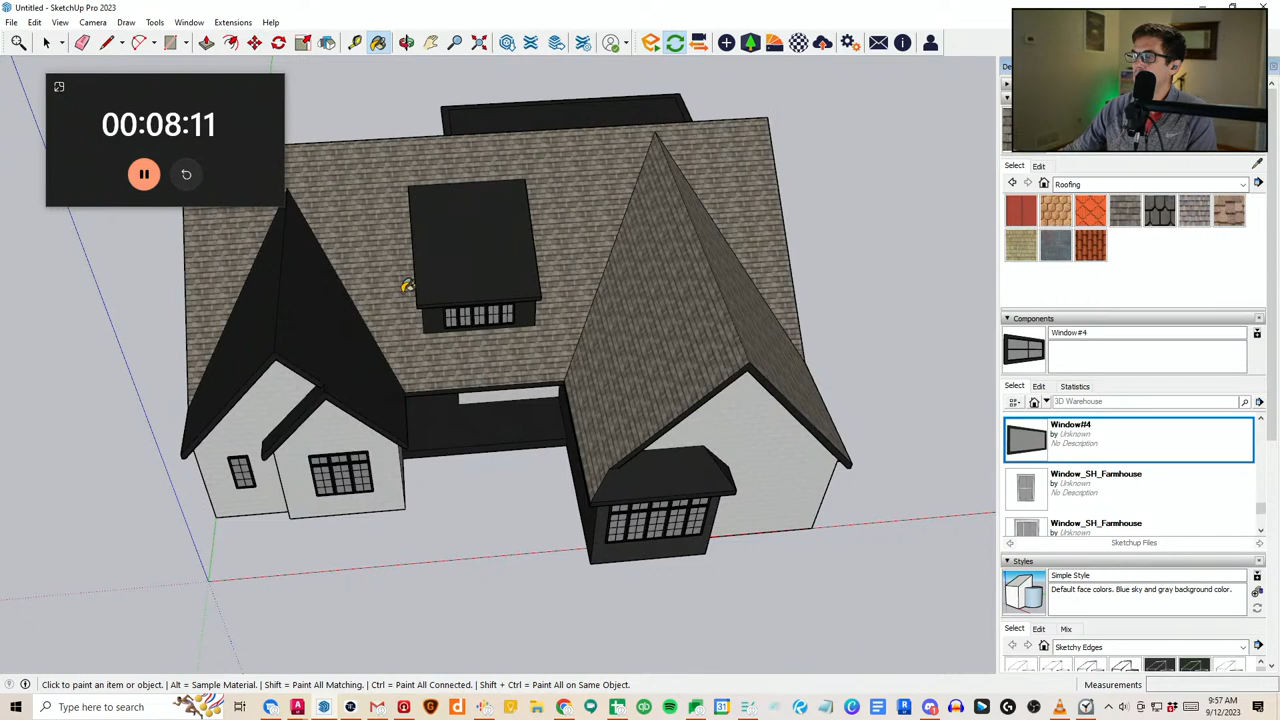 Untitled - SketchUp Pro 2023
File Edit View Camera Draw Tools Window Extensions Help
00:08:11
Select Edit
Roofing
Components
Window#4
Select Edit Statistics
3D Warehouse
Window#4
by Unknown
No Description
Window_SH_Farmhouse
by Unknown
No Description
Window_SH_Farmhouse
by Unknown
Sketchup Files
Styles
Simple Style
Default face colors. Blue sky and gray background color.
Select Edit Mix
Sketchy Edges
Click to paint an item or object. | Alt = Sample Material. | Shift = Paint All Matching. | Ctrl = Paint All Connected. | Shift + Ctrl = Paint All on Same Object.
Measurements
Type here to search
9:57 AM
9/12/2023